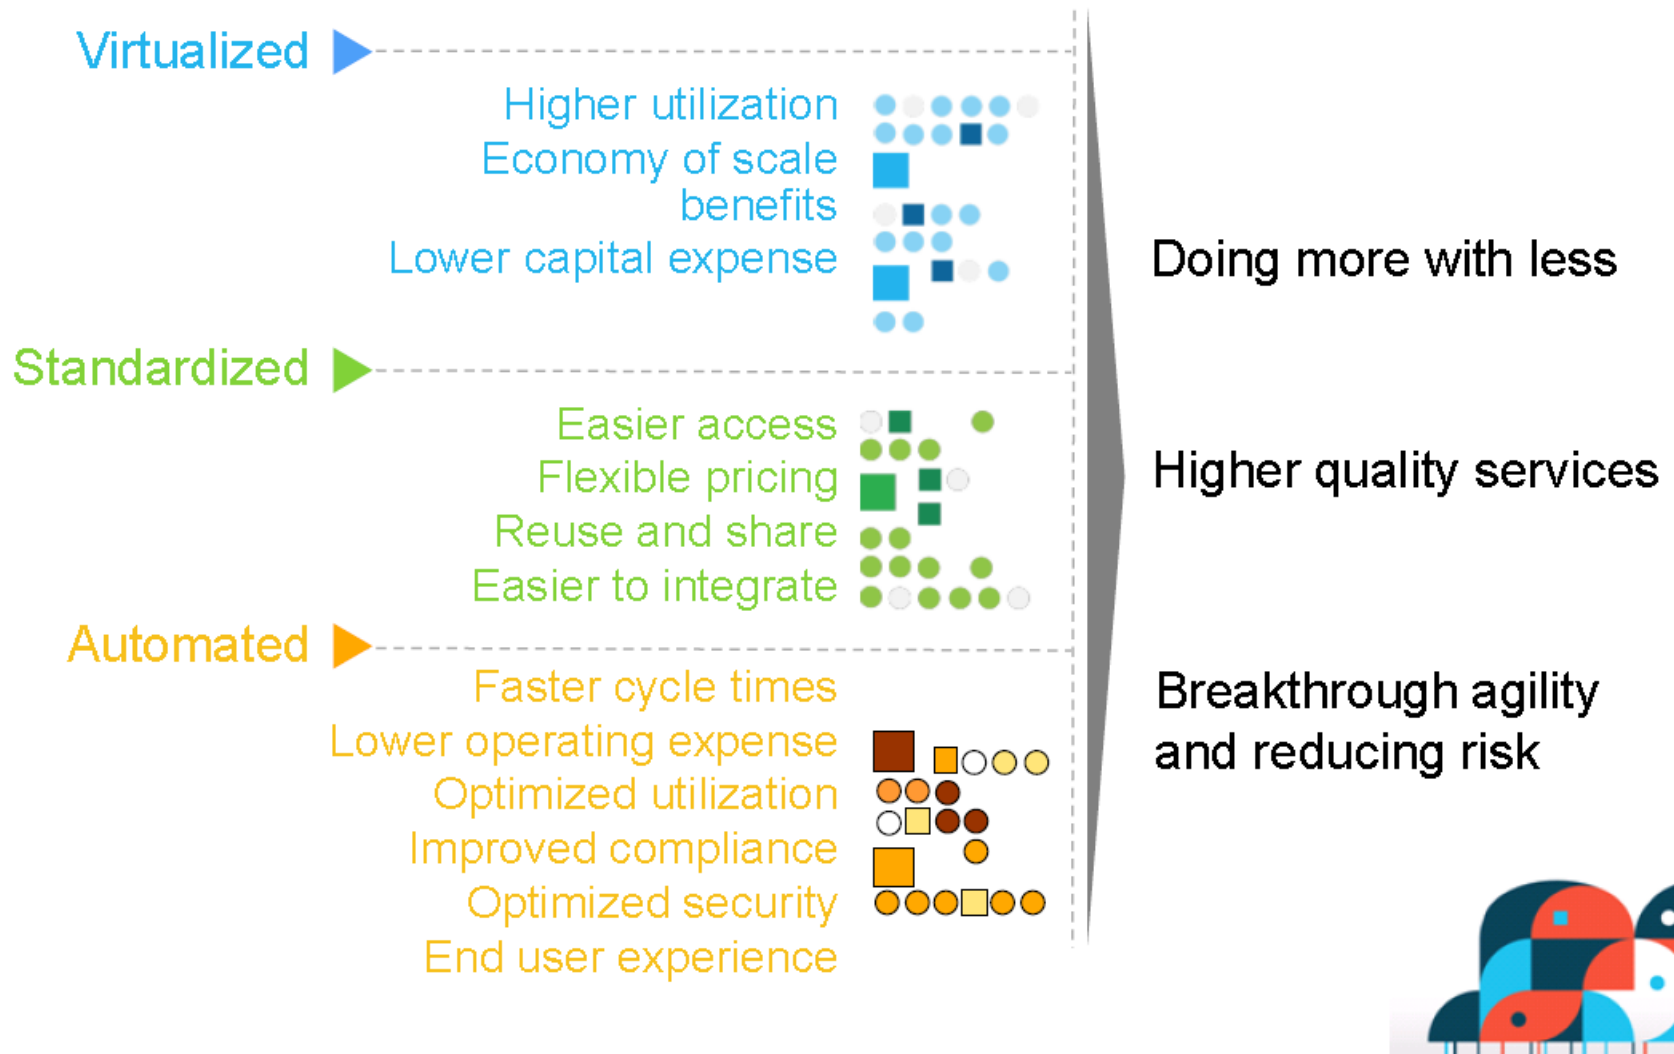 Virtualized
Higher utilization
Economy of scale
benefits
Lower capital expense
Standardized
Easier access
Flexible pricing
Reuse and share
Easier to integrate
Automated
Faster cycle times
Lower operating expense
Optimized utilization
Improved compliance
Optimized security
End user experience
Doing more with less
Higher quality services
Breakthrough agility
and reducing risk